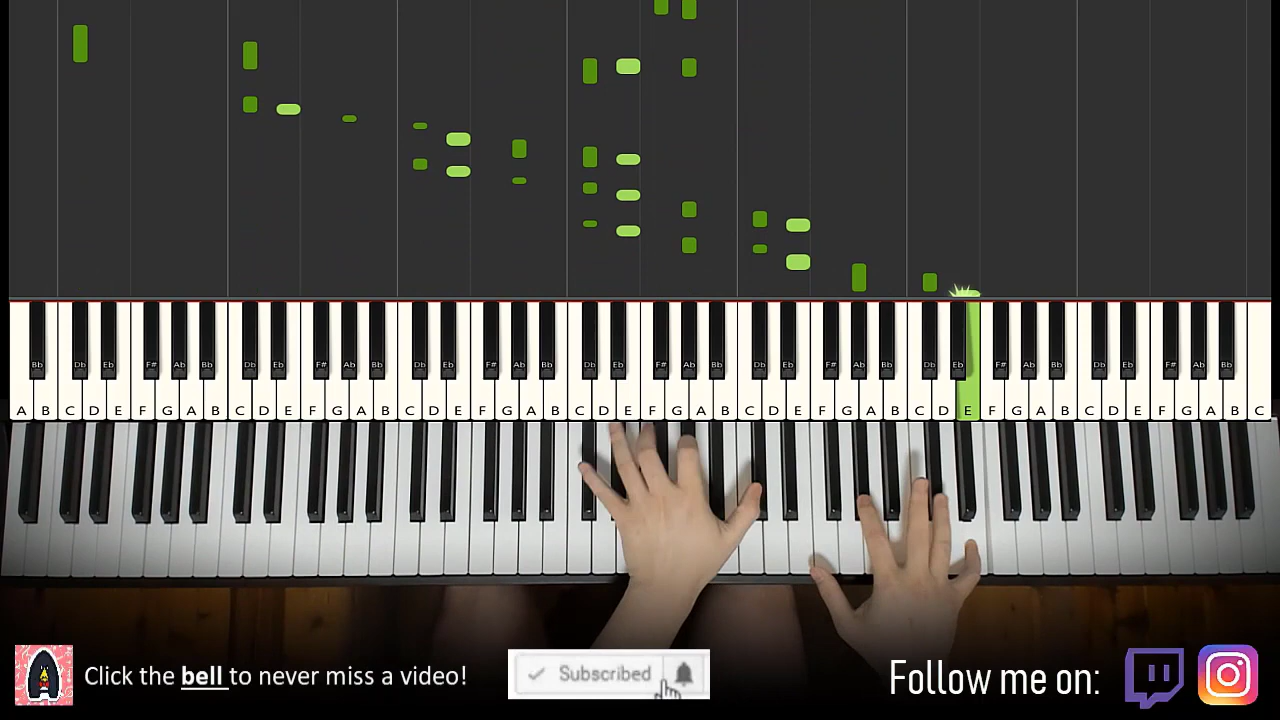 Bb Db Eb F# Ab Bb Db Eb F# Ab Bb Db Eb F# Ab Bb Db Eb F# Ab Bb Db Eb F# Ab Bb Db Eb F# Ab Bb Db Eb F# Ab Bb
A B C D E F G A B C D E F G A B C D E F G A B C D E F G A B C D E F G A B C D E F G A B C D E F G A B C
Click the bell to never miss a video!
Subscribed
Follow me on: